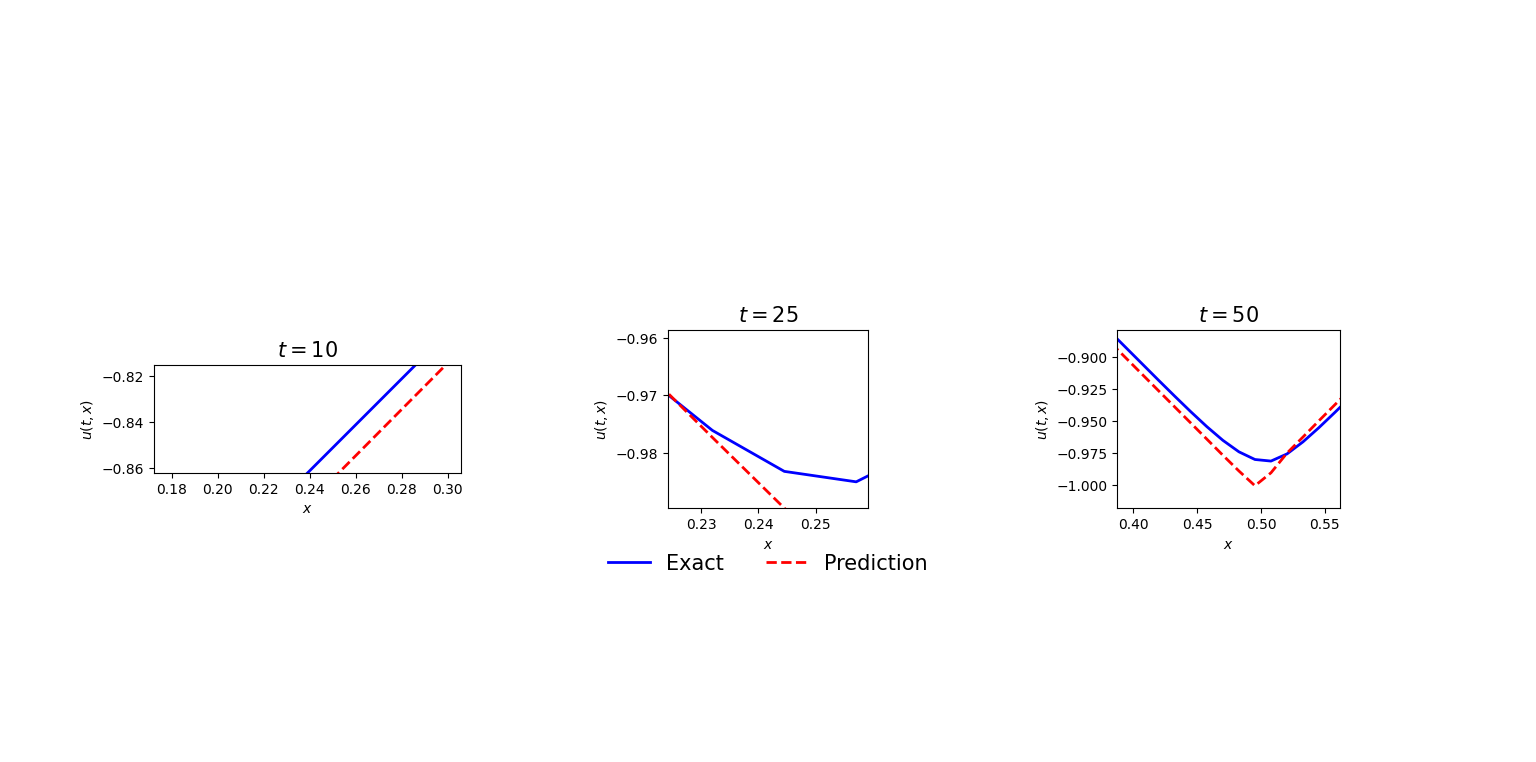 t = 10
−0.82
−0.84
−0.86
u(t, x)
0.18 0.20 0.22 0.24 0.26 0.28 0.30
x
t = 25
−0.96
−0.97
−0.98
u(t, x)
0.23 0.24 0.25
x
t = 50
−0.900
−0.925
−0.950
−0.975
−1.000
u(t, x)
0.40 0.45 0.50 0.55
x
Exact Prediction